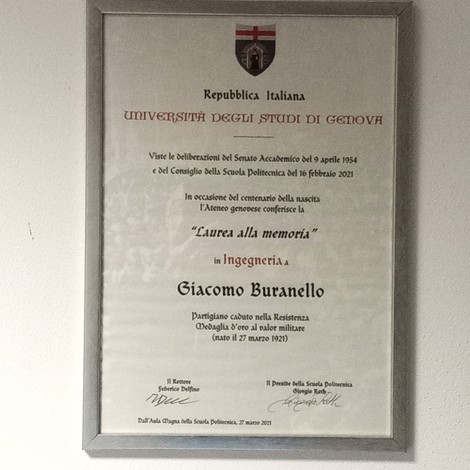 Repubblica Italiana
UNIVERSITÀ DEGLI STUDI DI GENOVA
Viste le deliberazioni del Senato Accademico del 9 aprile 1954
e del Consiglio della Scuola Politecnica del 16 febbraio 2021
In occasione del centenario della nascita
l'Ateneo genovese conferisce la
"Laurea alla memoria"
in Ingegneria a
Giacomo Buranello
Partigiano caduto nella Resistenza
Medaglia d'oro al valor militare
(nato il 27 marzo 1921)
Il Rettore
Federico Delfino
Il Preside della Scuola Politecnica
Giorgio Roth
Dall'Aula Magna della Scuola Politecnica, 27 marzo 2021